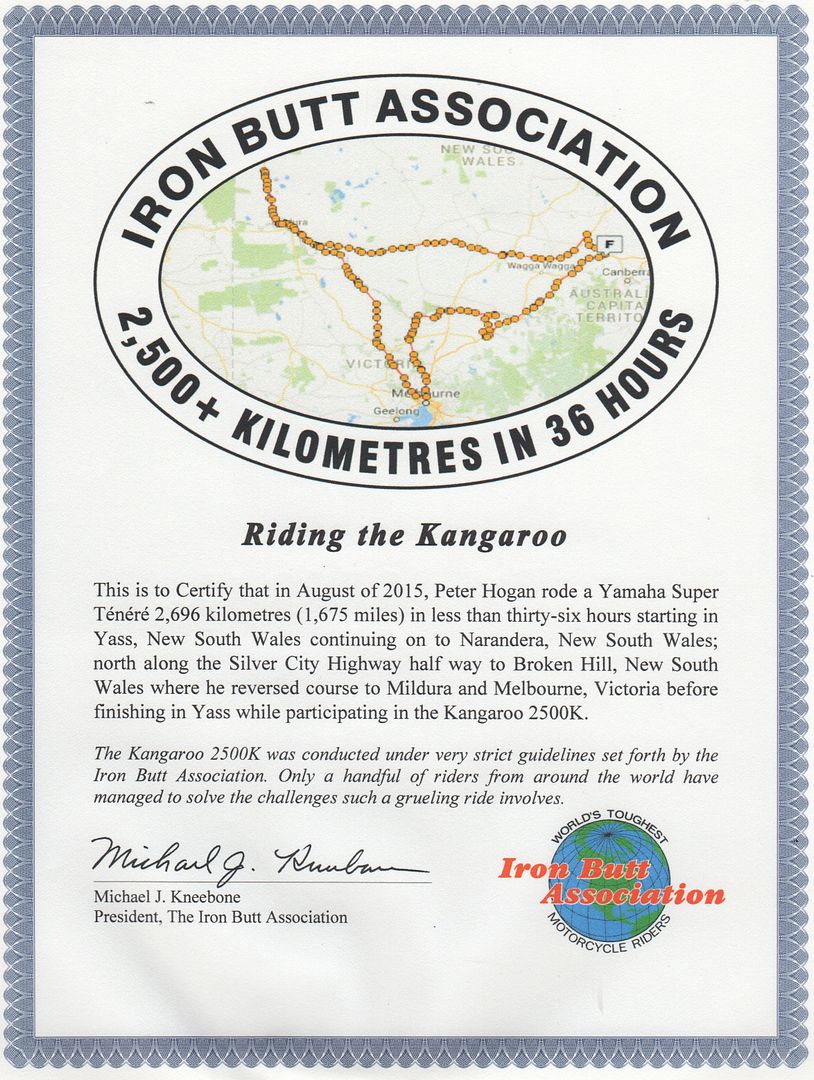 IRON BUTT ASSOCIATION
NEW SOU
WALES
dura
F
Wagga Wagga
Canberra
AUSTRALI
CAPITA
TERRITO
VICTORI
Melbourne
Geelong
2,500+ KILOMETRES IN 36 HOURS
Riding the Kangaroo
This is to Certify that in August of 2015, Peter Hogan rode a Yamaha Super
Ténéré 2,696 kilometres (1,675 miles) in less than thirty-six hours starting in
Yass, New South Wales continuing on to Narandera, New South Wales;
north along the Silver City Highway half way to Broken Hill, New South
Wales where he reversed course to Mildura and Melbourne, Victoria before
finishing in Yass while participating in the Kangaroo 2500K.
The Kangaroo 2500K was conducted under very strict guidelines set forth by the
Iron Butt Association. Only a handful of riders from around the world have
managed to solve the challenges such a grueling ride involves.
Michael J. Kneebone
Michael J. Kneebone
President, The Iron Butt Association
WORLD'S TOUGHEST
Iron Butt
Association
MOTORCYCLE RIDERS